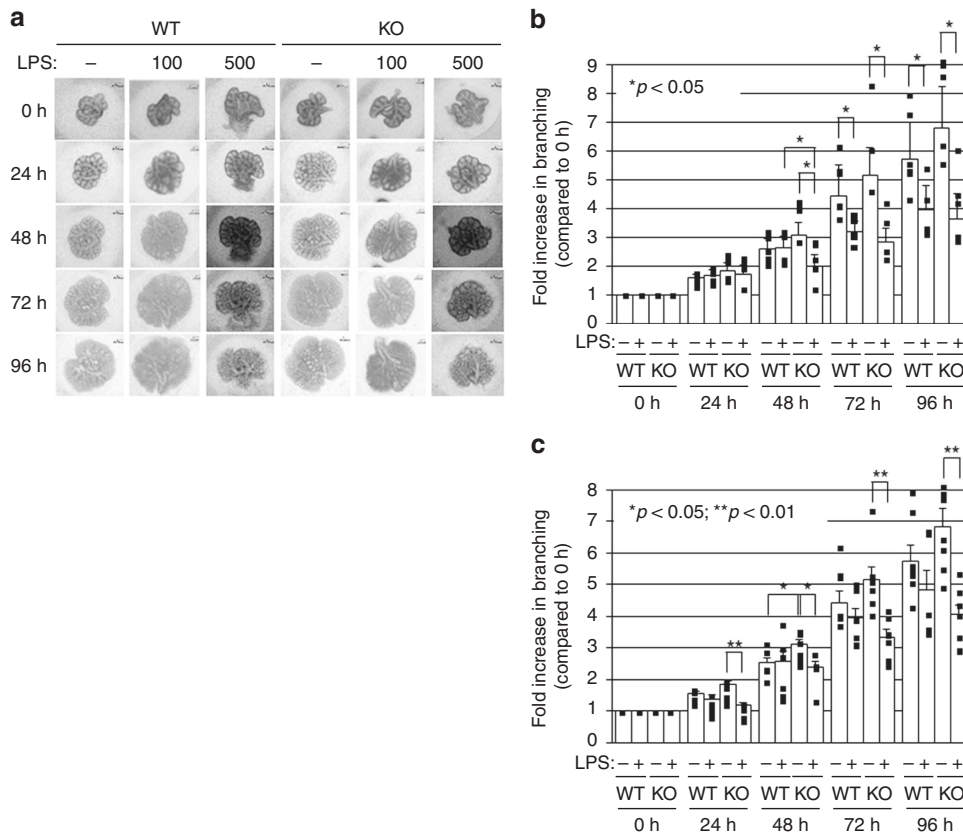 a
WT KO
LPS: – 100 500 – 100 500
0 h
24 h
48 h
72 h
96 h
b
Fold increase in branching
(compared to 0 h)
9
8
7
6
5
4
3
2
1
0
*p < 0.05
* * * * * *
LPS: – + – + – + – + – + – + – + – + – + – +
WT KO WT KO WT KO WT KO WT KO
0 h 24 h 48 h 72 h 96 h
c
Fold increase in branching
(compared to 0 h)
8
7
6
5
4
3
2
1
0
*p < 0.05; **p < 0.01
** * * ** **
LPS: – + – + – + – + – + – + – + – + – + – +
WT KO WT KO WT KO WT KO WT KO
0 h 24 h 48 h 72 h 96 h